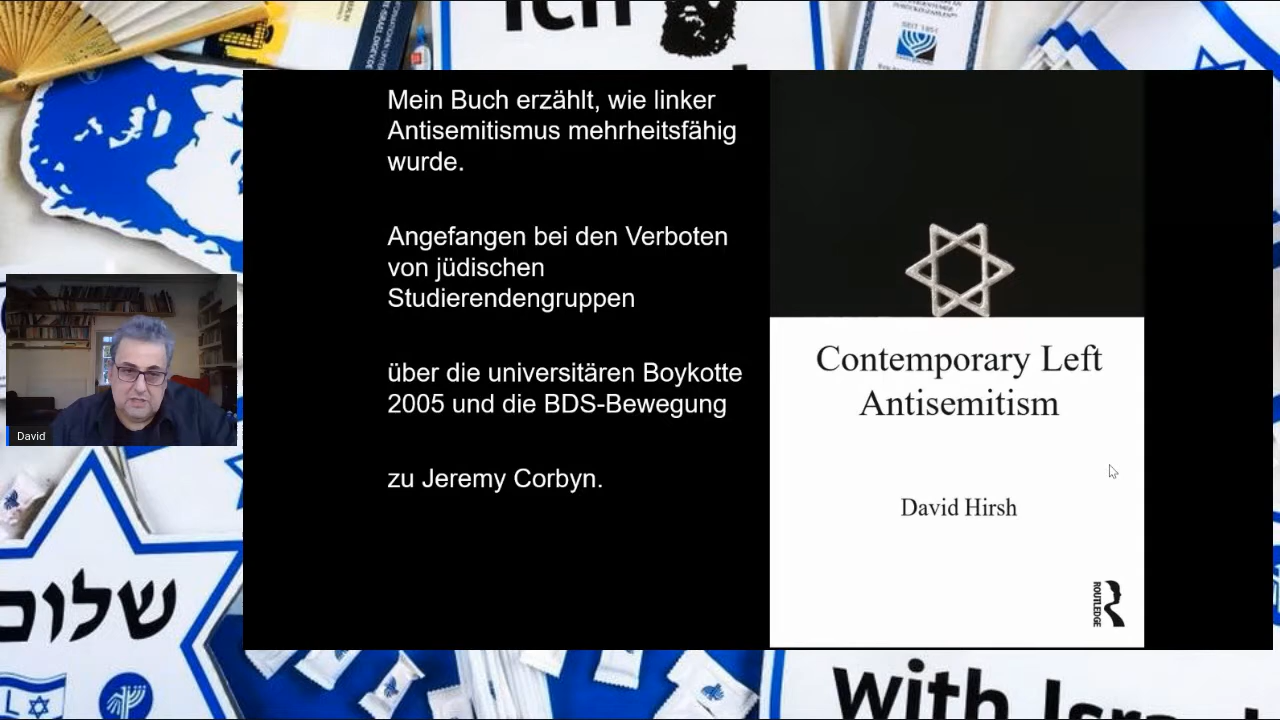 ich
SEIT 1951
Mein Buch erzählt, wie linker
Antisemitismus mehrheitsfähig
wurde.
Angefangen bei den Verboten
von jüdischen
Studierendengruppen
über die universitären Boykotte
2005 und die BDS-Bewegung
zu Jeremy Corbyn.
Contemporary Left
Antisemitism
David Hirsh
ROUTLEDGE
David
שלום
with Isra